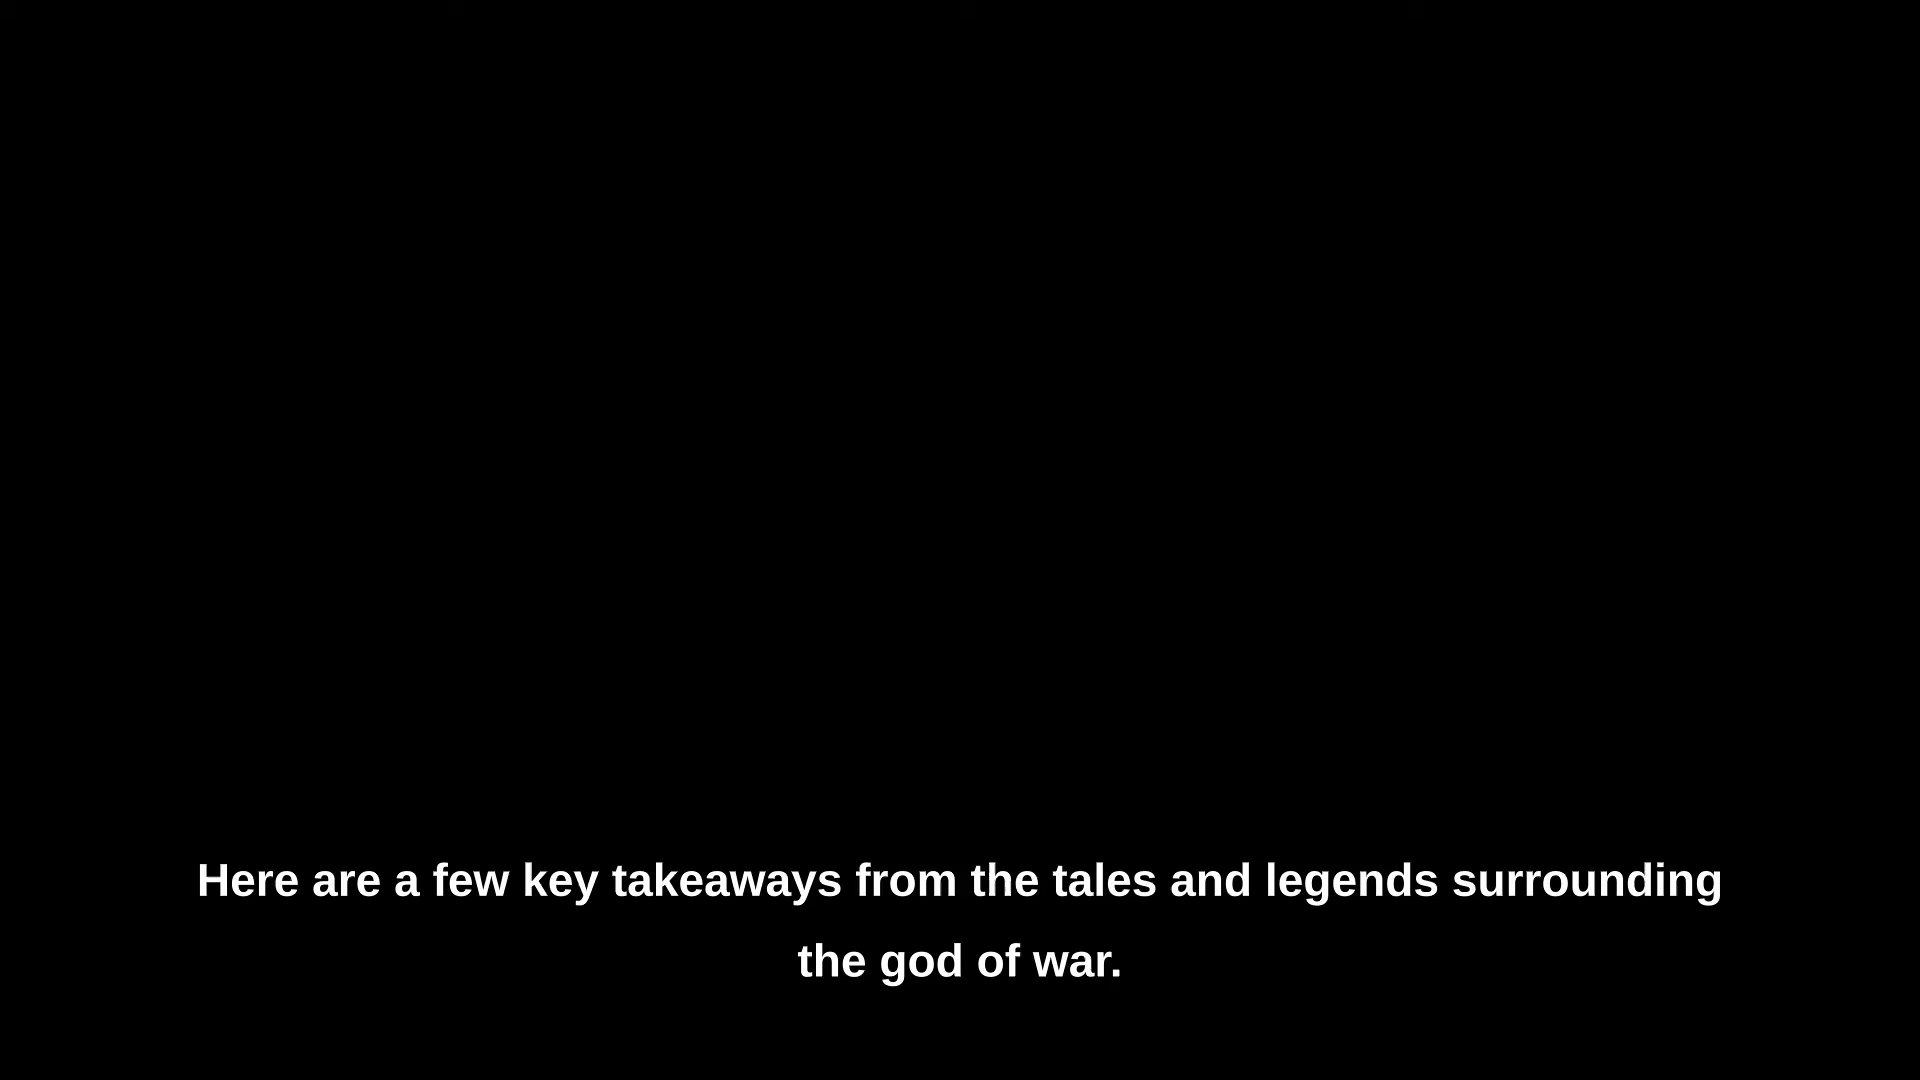 Here are a few key takeaways from the tales and legends surrounding
the god of war.